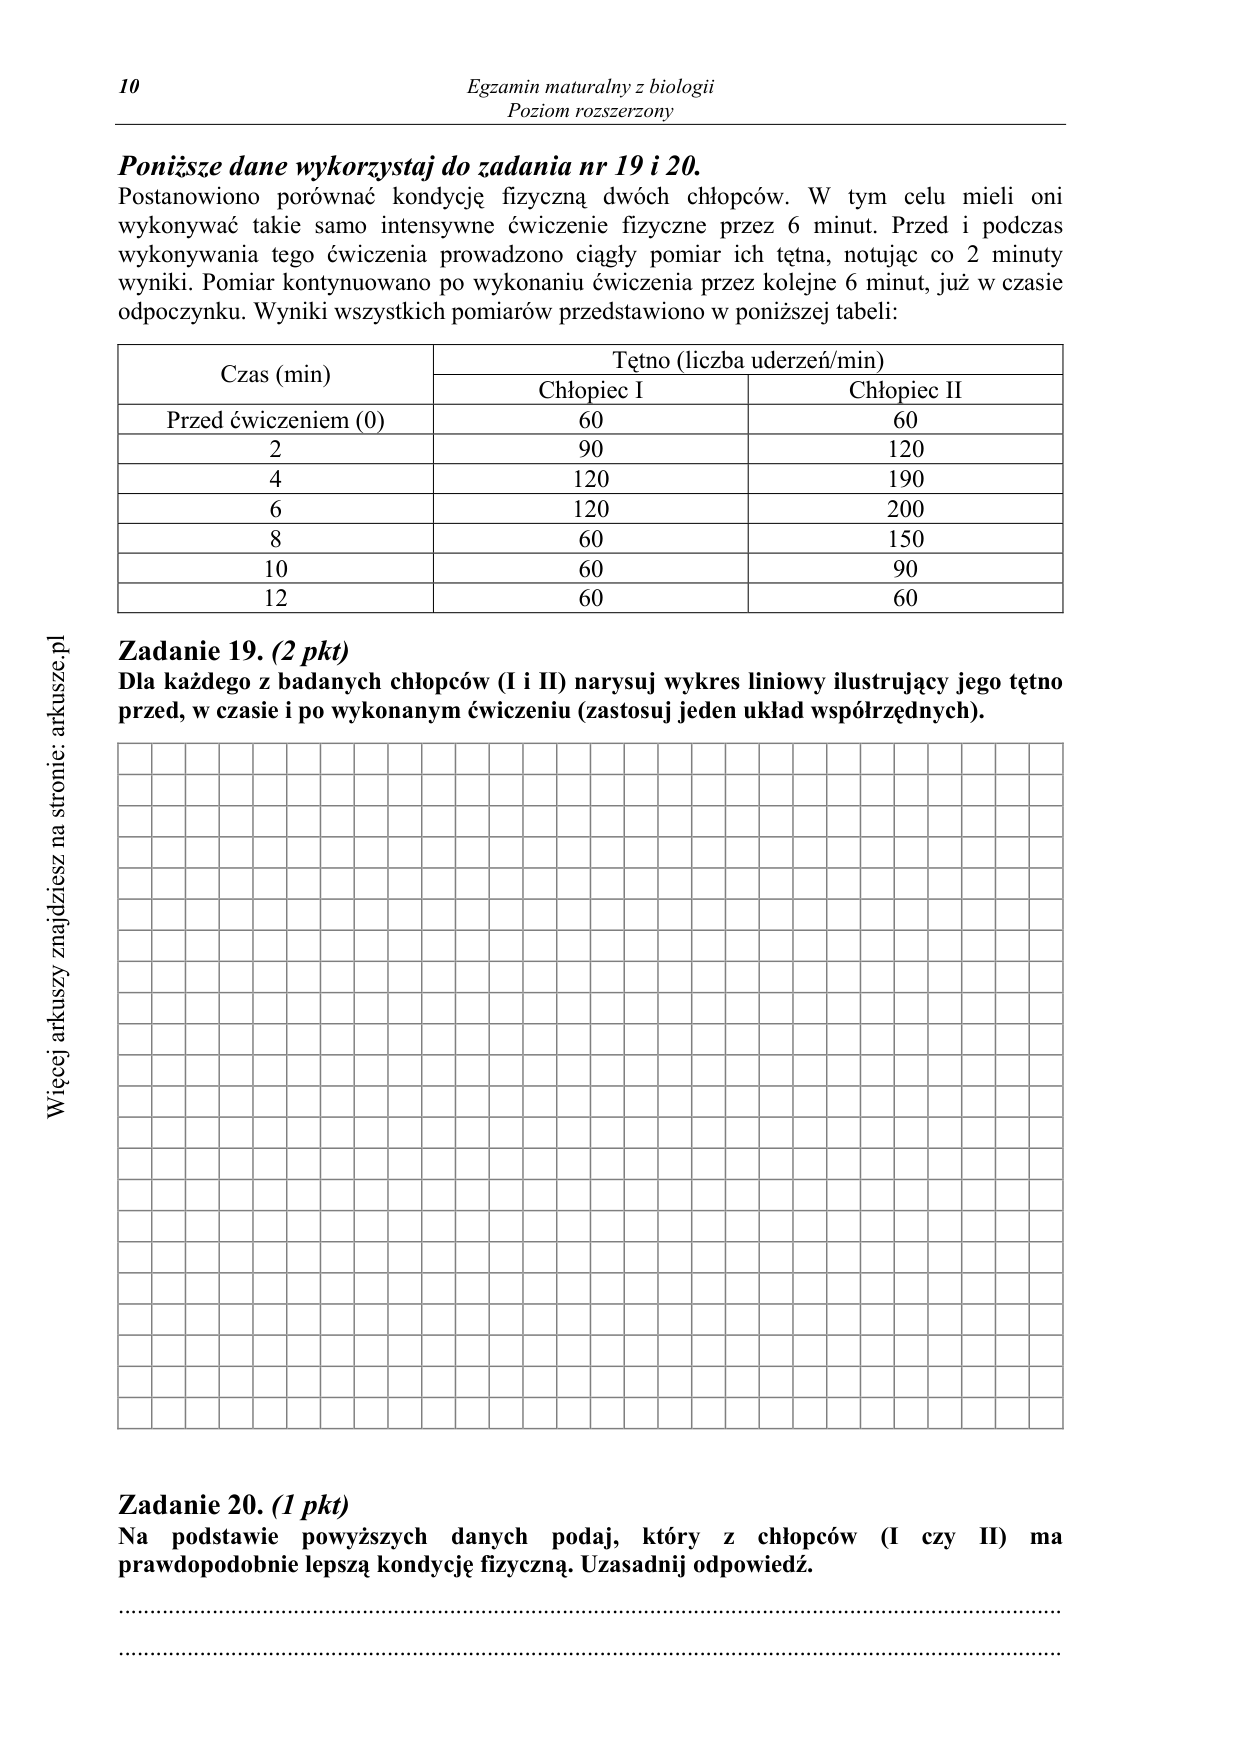 10
Egzamin maturalny z biologii
Poziom rozszerzony
Poniższe dane wykorzystaj do zadania nr 19 i 20.
Postanowiono porównać kondycję fizyczną dwóch chłopców. W tym celu mieli oni
wykonywać takie samo intensywne ćwiczenie fizyczne przez 6 minut. Przed i podczas
wykonywania tego ćwiczenia prowadzono ciągły pomiar ich tętna, notując co 2 minuty
wyniki. Pomiar kontynuowano po wykonaniu ćwiczenia przez kolejne 6 minut, już w czasie
odpoczynku. Wyniki wszystkich pomiarów przedstawiono w poniższej tabeli:
Czas (min) Tętno (liczba uderzeń/min)
Chłopiec I Chłopiec II
Przed ćwiczeniem (0) 60 60
2 90 120
4 120 190
6 120 200
8 60 150
10 60 90
12 60 60
Zadanie 19. (2 pkt)
Dla każdego z badanych chłopców (I i II) narysuj wykres liniowy ilustrujący jego tętno
przed, w czasie i po wykonanym ćwiczeniu (zastosuj jeden układ współrzędnych).
Zadanie 20. (1 pkt)
Na podstawie powyższych danych podaj, który z chłopców (I czy II) ma
prawdopodobnie lepszą kondycję fizyczną. Uzasadnij odpowiedź.
Więcej arkuszy znajdziesz na stronie: arkusze.pl